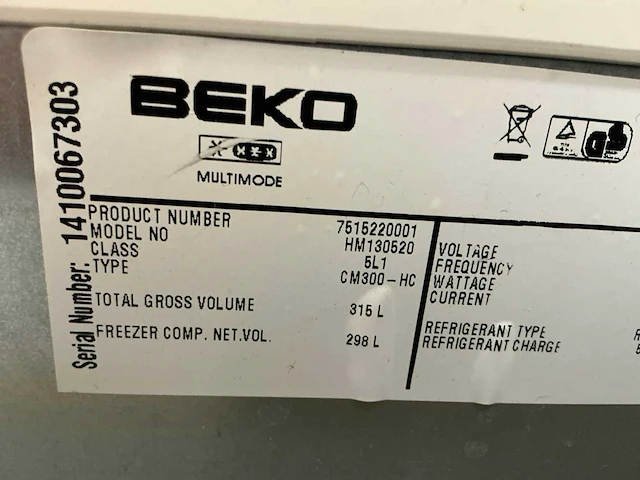 BEKO
MULTIMODE
Serial Number: 1410067303
PRODUCT NUMBER 7515220001
MODEL NO HM130520
CLASS 5L1
TYPE CM300-HC
TOTAL GROSS VOLUME 315 L
FREEZER COMP. NET.VOL. 298 L
VOLTAGE
FREQUENCY
WATTAGE
CURRENT
REFRIGERANT TYPE
REFRIGERANT CHARGE